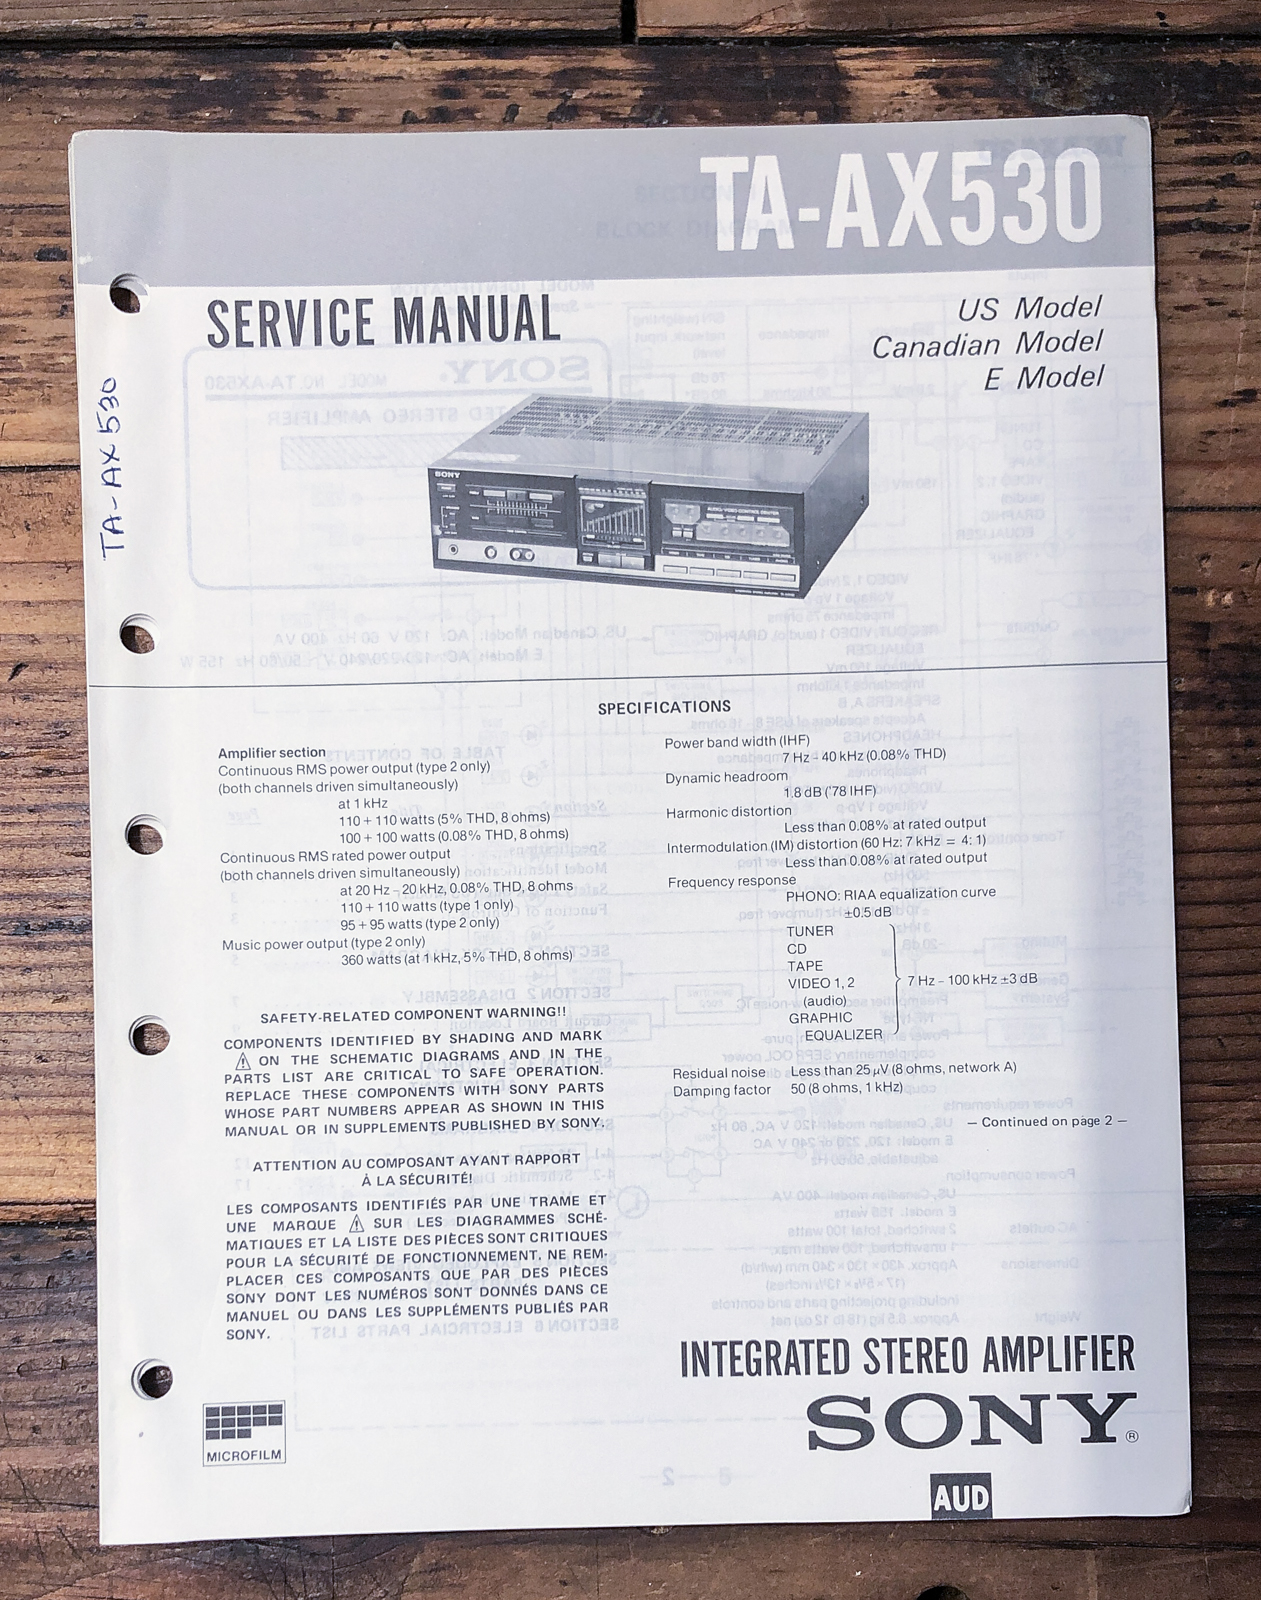 TA-AX530
SERVICE MANUAL
US Model
Canadian Model
E Model
TA-AX 530
SONY
AUDIO/VIDEO CONTROL CENTER
SPECIFICATIONS
Amplifier section
Continuous RMS power output (type 2 only)
(both channels driven simultaneously)
at 1 kHz
110 + 110 watts (5% THD, 8 ohms)
100 + 100 watts (0.08% THD, 8 ohms)
Continuous RMS rated power output
(both channels driven simultaneously)
at 20 Hz - 20 kHz, 0.08% THD, 8 ohms
110 + 110 watts (type 1 only)
95 + 95 watts (type 2 only)
Music power output (type 2 only)
360 watts (at 1 kHz, 5% THD, 8 ohms)
SAFETY-RELATED COMPONENT WARNING!!
COMPONENTS IDENTIFIED BY SHADING AND MARK
⚠ ON THE SCHEMATIC DIAGRAMS AND IN THE
PARTS LIST ARE CRITICAL TO SAFE OPERATION.
REPLACE THESE COMPONENTS WITH SONY PARTS
WHOSE PART NUMBERS APPEAR AS SHOWN IN THIS
MANUAL OR IN SUPPLEMENTS PUBLISHED BY SONY.
ATTENTION AU COMPOSANT AYANT RAPPORT
À LA SÉCURITÉ!
LES COMPOSANTS IDENTIFIÉS PAR UNE TRAME ET
UNE MARQUE ⚠ SUR LES DIAGRAMMES SCHÉ-
MATIQUES ET LA LISTE DES PIÈCES SONT CRITIQUES
POUR LA SÉCURITÉ DE FONCTIONNEMENT. NE REM-
PLACER CES COMPOSANTS QUE PAR DES PIÈCES
SONY DONT LES NUMÉROS SONT DONNÉS DANS CE
MANUEL OU DANS LES SUPPLÉMENTS PUBLIÉS PAR
SONY.
Power band width (IHF)
7 Hz - 40 kHz (0.08% THD)
Dynamic headroom
1.8 dB ('78 IHF)
Harmonic distortion
Less than 0.08% at rated output
Intermodulation (IM) distortion (60 Hz: 7 kHz = 4: 1)
Less than 0.08% at rated output
Frequency response
PHONO: RIAA equalization curve
±0.5 dB
TUNER
CD
TAPE
VIDEO 1, 2
(audio)
GRAPHIC
EQUALIZER
7 Hz - 100 kHz ±3 dB
Residual noise Less than 25 µV (8 ohms, network A)
Damping factor 50 (8 ohms, 1 kHz)
— Continued on page 2 —
INTEGRATED STEREO AMPLIFIER
SONY®
MICROFILM
AUD